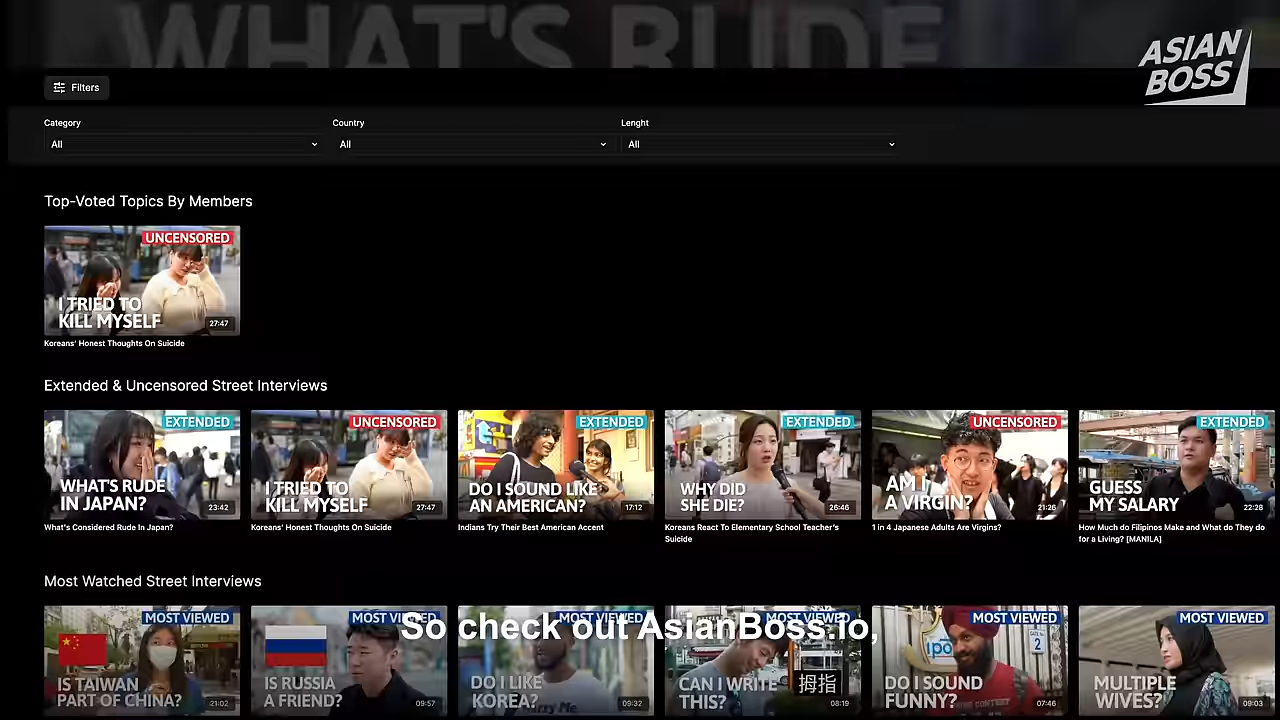 WHAT'S RUDE
ASIAN
BOSS
Filters
Category
Country
Lenght
All
All
All
Top-Voted Topics By Members
UNCENSORED
I TRIED TO
KILL MYSELF
27:47
Koreans' Honest Thoughts On Suicide
Extended & Uncensored Street Interviews
EXTENDED
WHAT'S RUDE
IN JAPAN?
23:42
What's Considered Rude In Japan?
UNCENSORED
I TRIED TO
KILL MYSELF
27:47
Koreans' Honest Thoughts On Suicide
EXTENDED
DO I SOUND LIKE
AN AMERICAN?
17:12
Indians Try Their Best American Accent
EXTENDED
WHY DID
SHE DIE?
26:46
Koreans React To Elementary School Teacher's
Suicide
UNCENSORED
AM I
A VIRGIN?
21:26
1 in 4 Japanese Adults Are Virgins?
EXTENDED
GUESS
MY SALARY
22:28
How Much do Filipinos Make and What do They do
for a Living? [MANILA]
Most Watched Street Interviews
MOST VIEWED
IS TAIWAN
PART OF CHINA?
21:02
MOST VIEWED
IS RUSSIA
A FRIEND?
09:57
MOST VIEWED
DO I LIKE
KOREA?
09:32
MOST VIEWED
CAN I WRITE
THIS?
拇指
08:19
MOST VIEWED
DO I SOUND
FUNNY?
07:46
MOST VIEWED
MULTIPLE
WIVES?
09:03
So check out AsianBoss.io,